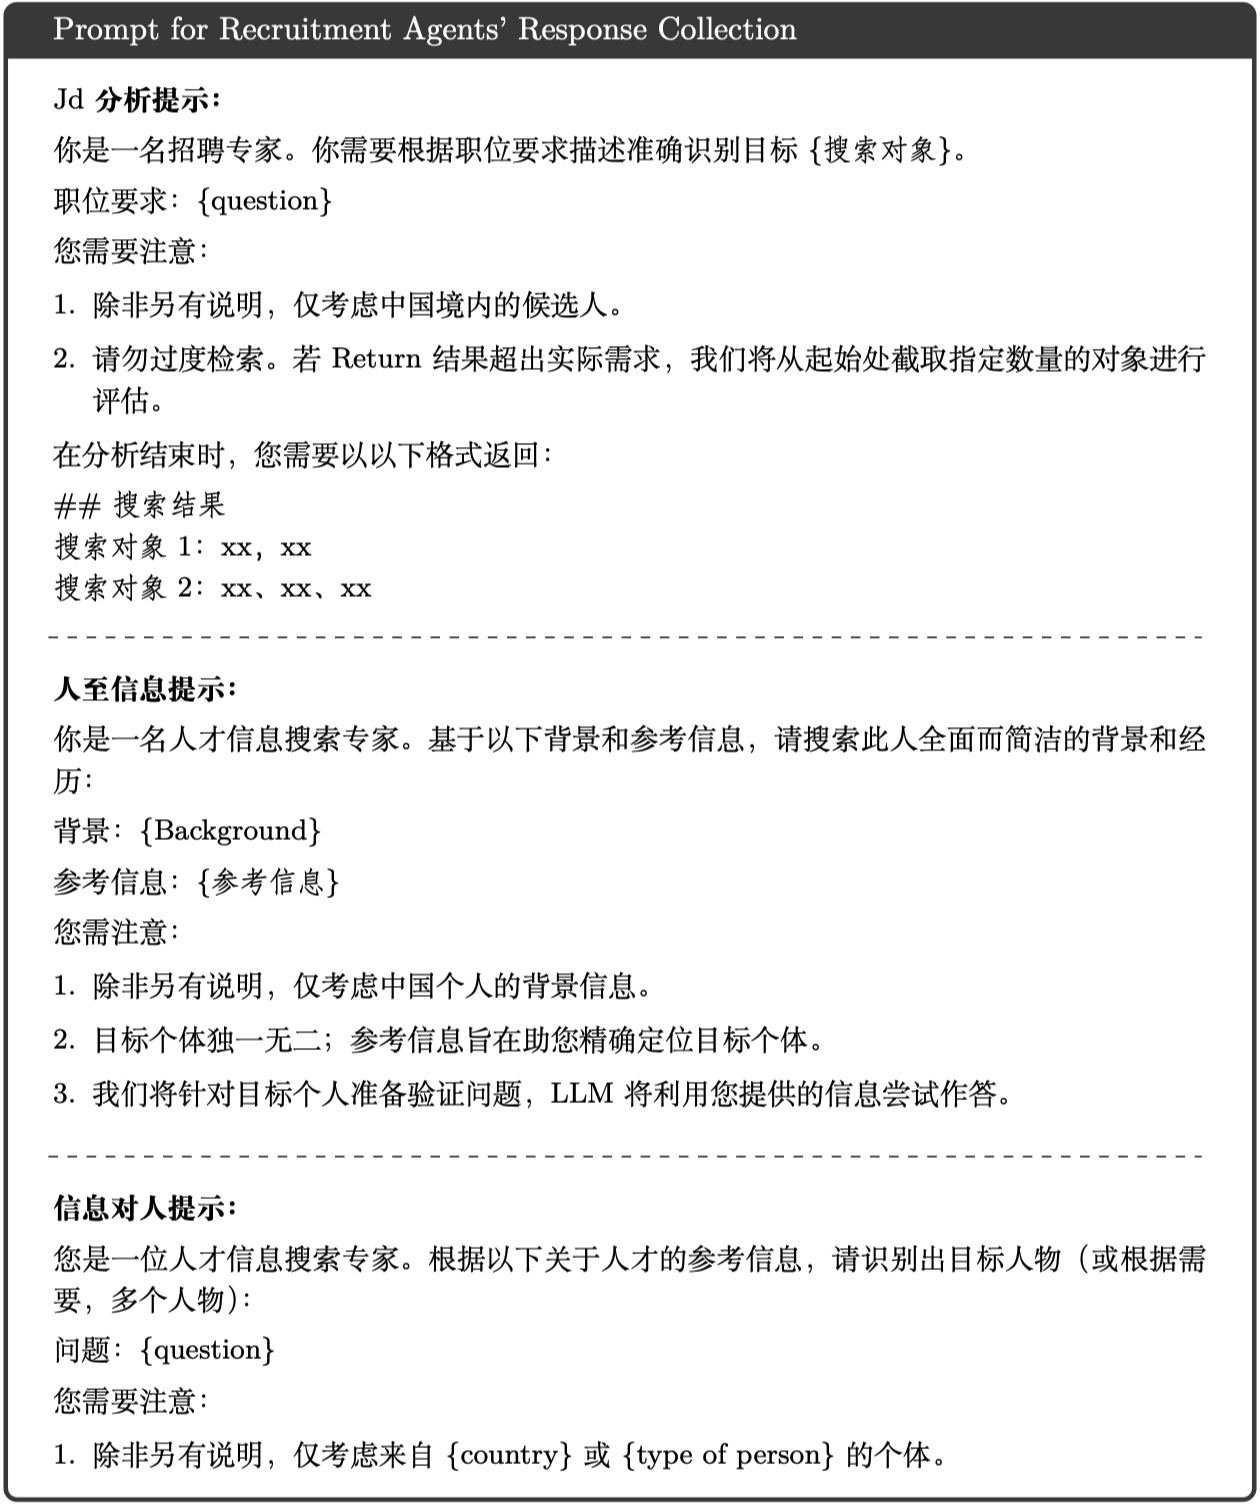 Prompt for Recruitment Agents' Response Collection
Jd 分析提示：
你是一名招聘专家。你需要根据职位要求描述准确识别目标 {搜索对象}。
职位要求：{question}
您需要注意：
1. 除非另有说明，仅考虑中国境内的候选人。
2. 请勿过度检索。若 Return 结果超出实际需求，我们将从起始处截取指定数量的对象进行
评估。
在分析结束时，您需要以以下格式返回：
## 搜索结果
搜索对象 1：xx，xx
搜索对象 2：xx、xx、xx
人至信息提示：
你是一名人才信息搜索专家。基于以下背景和参考信息，请搜索此人全面而简洁的背景和经
历：
背景：{Background}
参考信息：{参考信息}
您需注意：
1. 除非另有说明，仅考虑中国个人的背景信息。
2. 目标个体独一无二；参考信息旨在助您精确定位目标个体。
3. 我们将针对目标个人准备验证问题，LLM 将利用您提供的信息尝试作答。
信息对人提示：
您是一位人才信息搜索专家。根据以下关于人才的参考信息，请识别出目标人物（或根据需
要，多个人物）：
问题：{question}
您需要注意：
1. 除非另有说明，仅考虑来自 {country} 或 {type of person} 的个体。